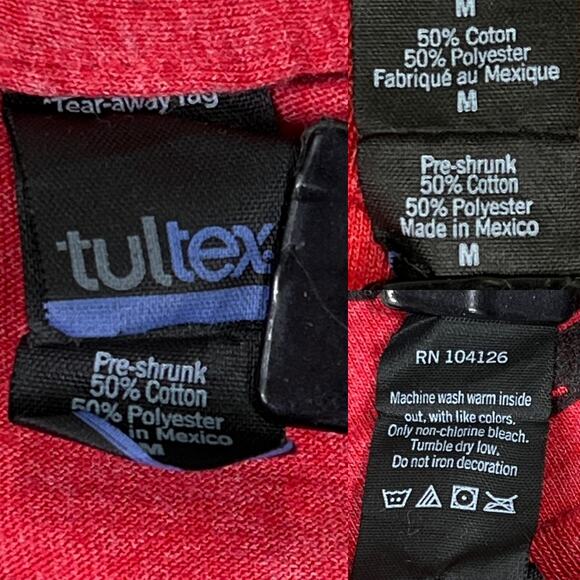 *Tear-away Tag
tultex
Pre-shrunk
50% Cotton
50% Polyester
in Mexico
M
M
50% Coton
50% Polyester
Fabriqué au Mexique
M
Pre-shrunk
50% Cotton
50% Polyester
Made in Mexico
M
RN 104126
Machine wash warm inside
out, with like colors.
Only non-chlorine bleach.
Tumble dry low.
Do not iron decoration